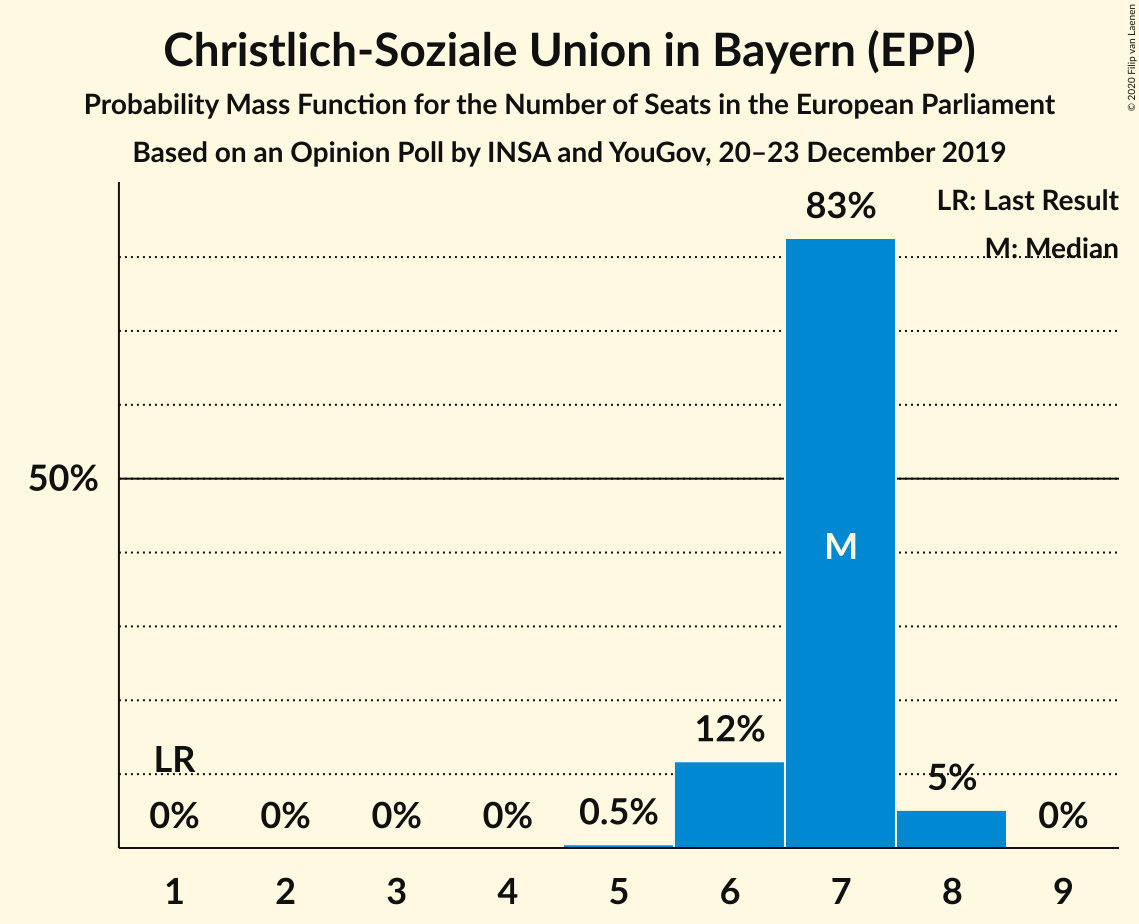 Christlich-Soziale Union in Bayern (EPP)
Probability Mass Function for the Number of Seats in the European Parliament
Based on an Opinion Poll by INSA and YouGov, 20–23 December 2019
© 2020 Filip van Laenen
LR: Last Result
M: Median
83%
50%
M
12%
LR
5%
0% 0% 0% 0% 0.5% 0%
1 2 3 4 5 6 7 8 9